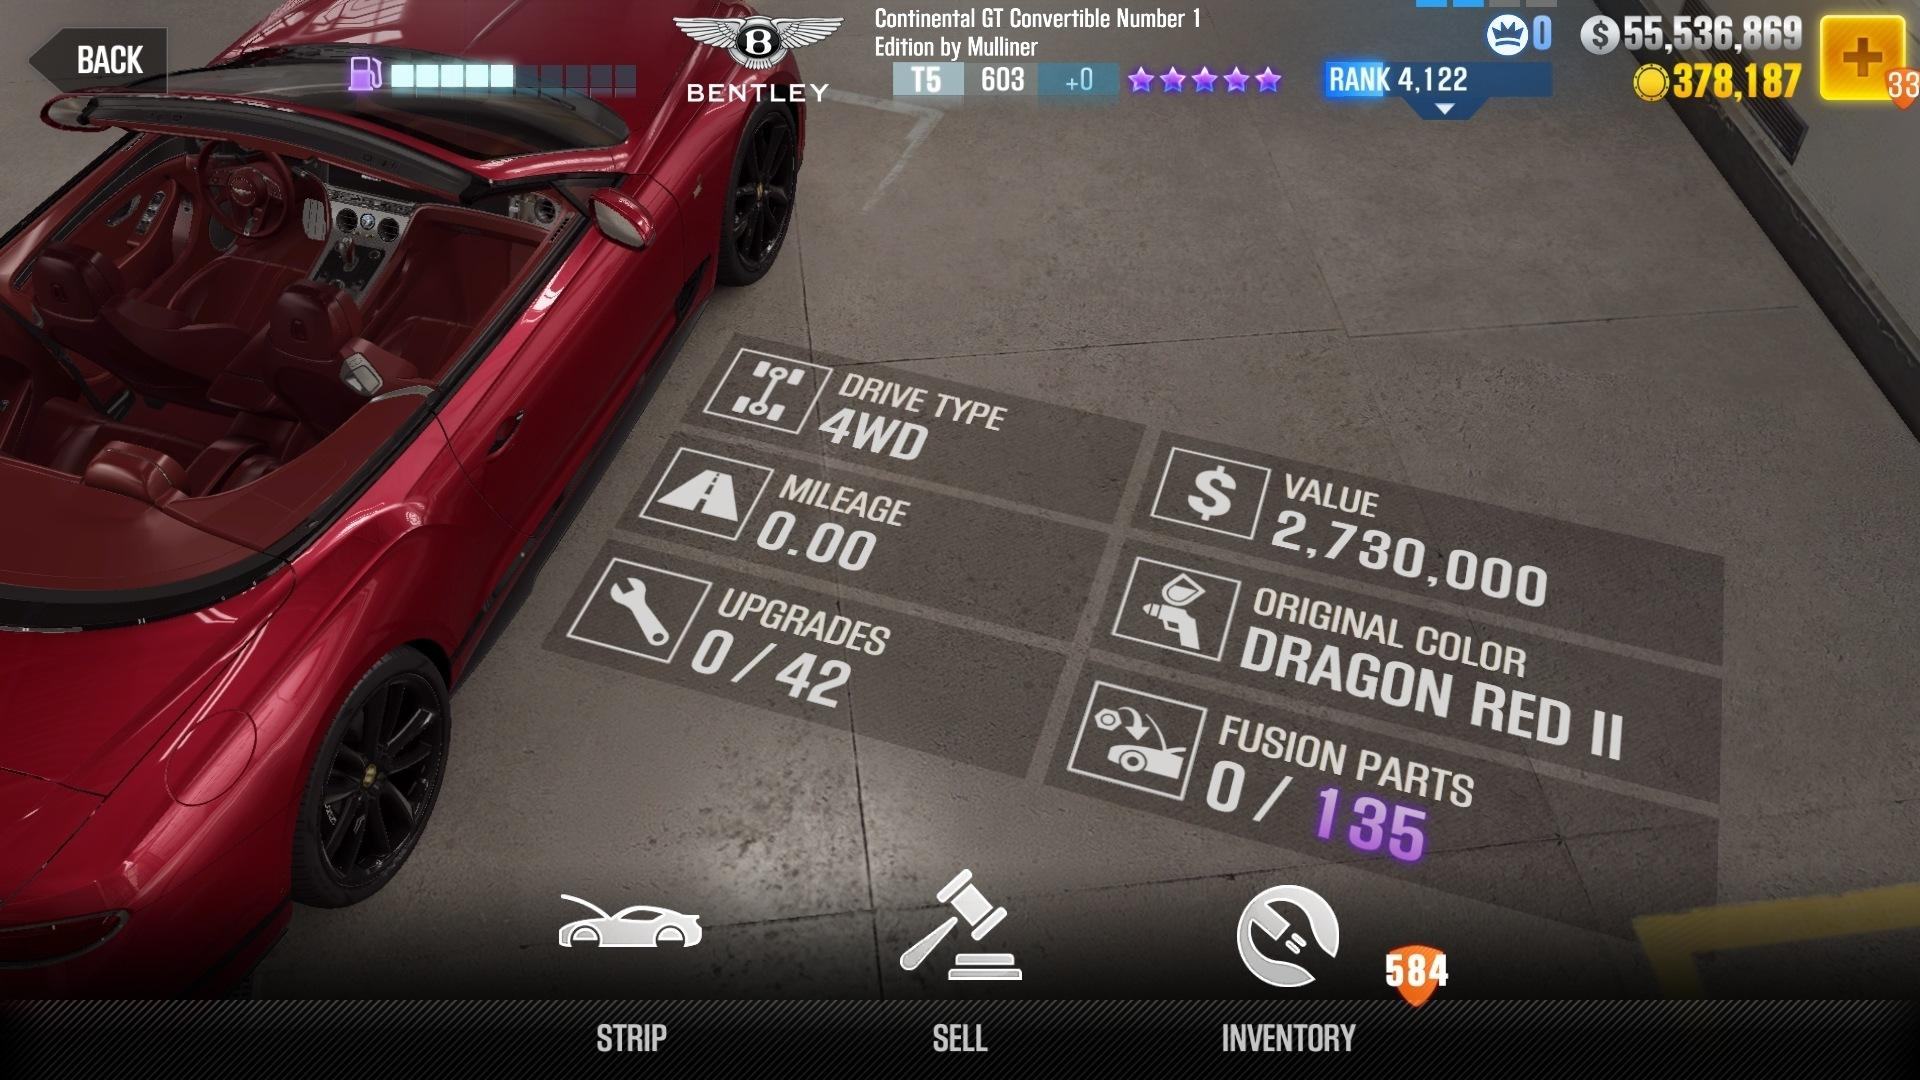 BACK
BENTLEY
B
Continental GT Convertible Number 1
Edition by Mulliner
T5 603 +0
RANK 4,122
0
$ 55,536,869
378,187
33
DRIVE TYPE
4WD
MILEAGE
0.00
UPGRADES
0/42
$ VALUE
2,730,000
ORIGINAL COLOR
DRAGON RED II
FUSION PARTS
0/ 135
584
STRIP
SELL
INVENTORY